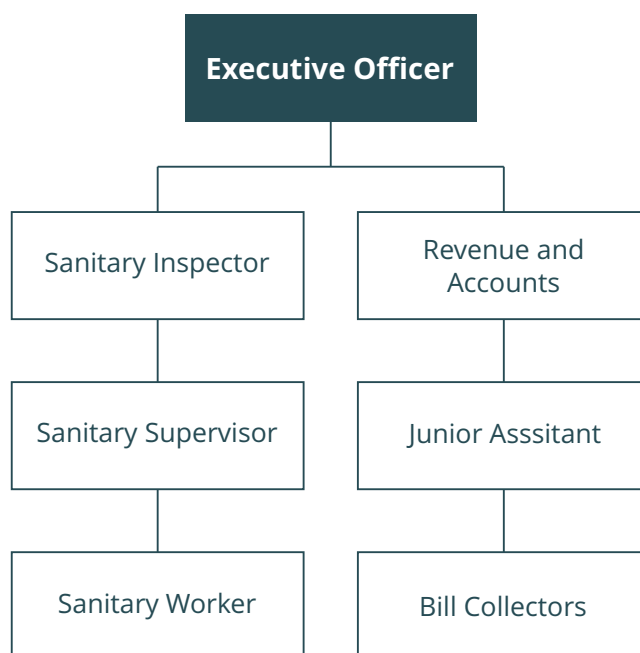 Executive Officer
Sanitary Inspector
Revenue and
Accounts
Sanitary Supervisor
Junior Asssitant
Sanitary Worker
Bill Collectors